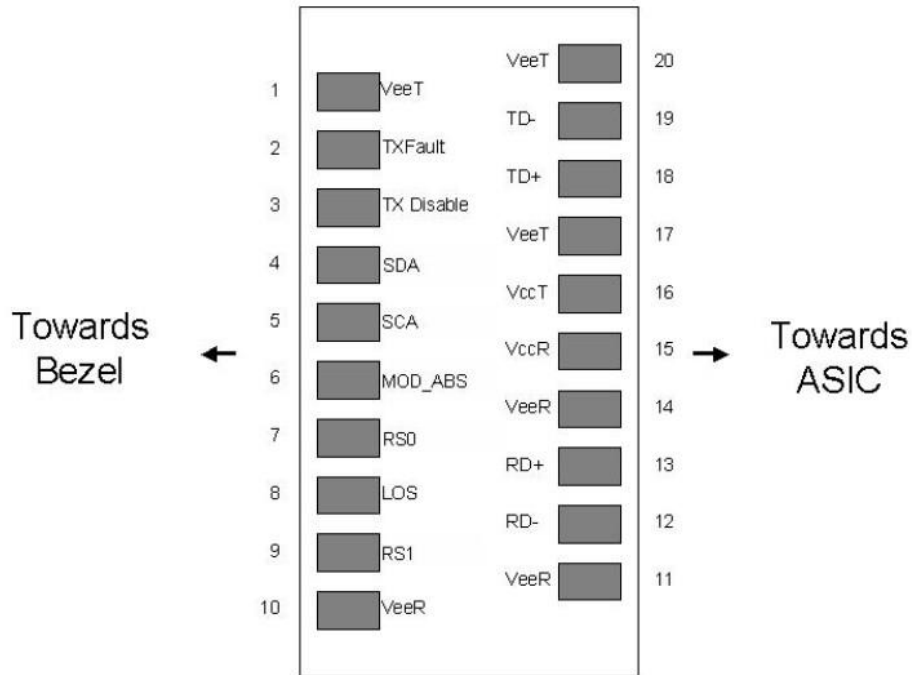 VeeT 20
1 VeeT
TD- 19
2 TXFault
TD+ 18
3 TX Disable
VeeT 17
4 SDA
VccT 16
5 SCA
Towards
Bezel
VccR 15
Towards
ASIC
6 MOD_ABS
VeeR 14
7 RS0
RD+ 13
8 LOS
RD- 12
9 RS1
VeeR 11
10 VeeR